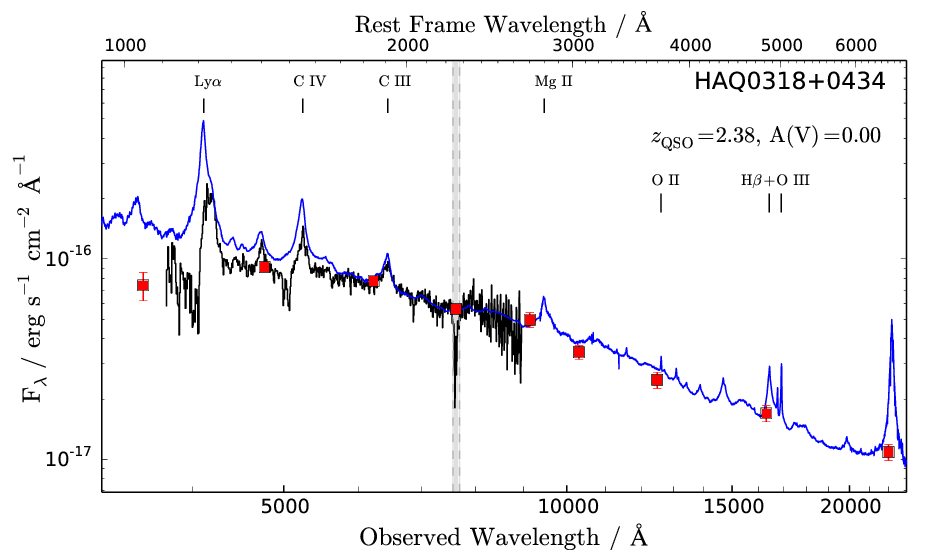 Rest Frame Wavelength / Å
1000 2000 3000 4000 5000 6000
Lyα C IV C III Mg II
HAQ0318+0434
z_QSO=2.38, A(V)=0.00
O II Hβ+O III
F_λ / erg s⁻¹ cm⁻² Å⁻¹
10⁻¹⁶
10⁻¹⁷
5000 10000 15000 20000
Observed Wavelength / Å